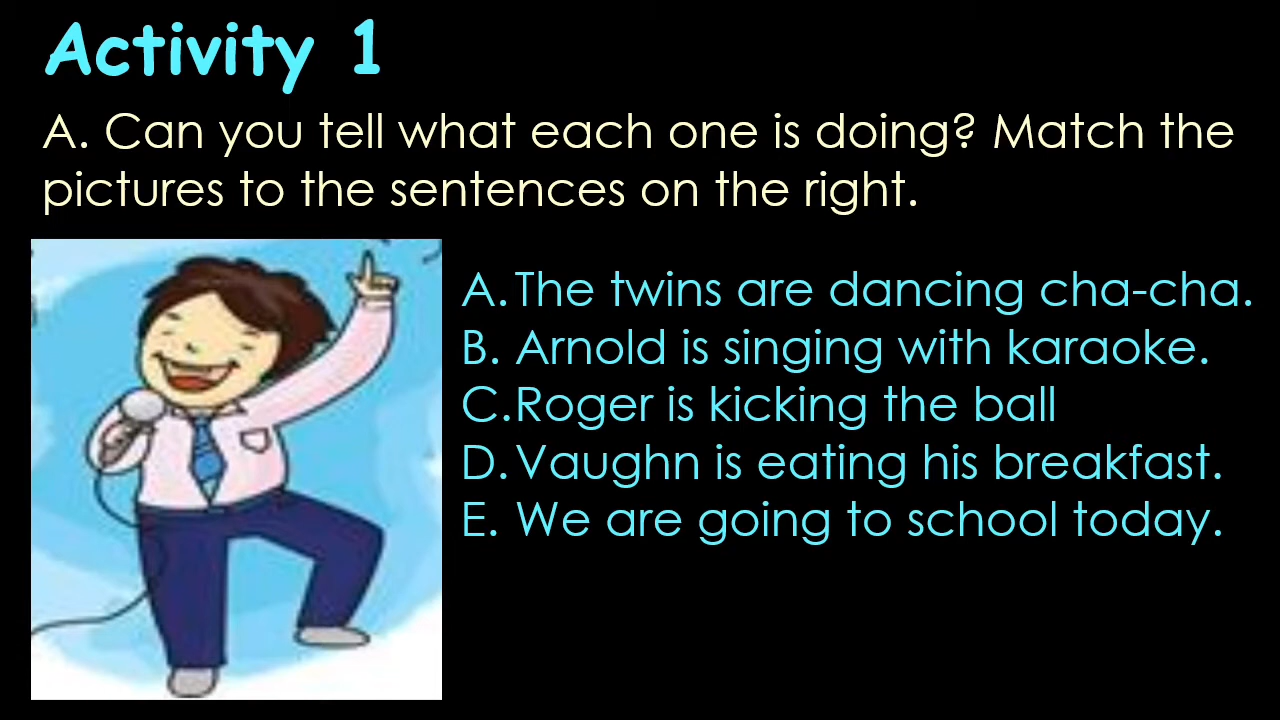 Activity 1
A. Can you tell what each one is doing? Match the
pictures to the sentences on the right.
A. The twins are dancing cha-cha.
B. Arnold is singing with karaoke.
C. Roger is kicking the ball
D. Vaughn is eating his breakfast.
E. We are going to school today.